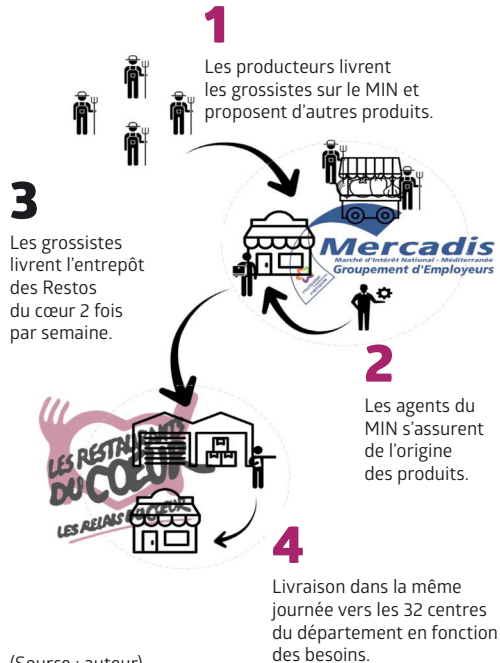 1
Les producteurs livrent
les grossistes sur le MIN et
proposent d'autres produits.
3
Les grossistes
livrent l'entrepôt
des Restos
du cœur 2 fois
par semaine.
Mercadis
Marché d'Intérêt National - Méditerranée
Groupement d'Employeurs
2
Les agents du
MIN s'assurent
de l'origine
des produits.
LES RESTAURANTS
DU COEUR
LES RELAIS DU COEUR
4
Livraison dans la même
journée vers les 32 centres
du département en fonction
des besoins.
(Source : auteur)